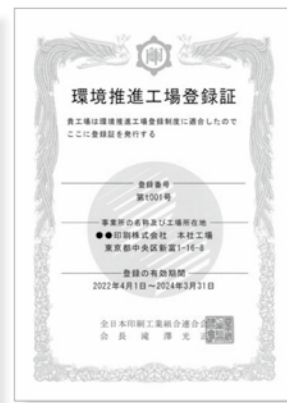 環境推進工場登録証
貴工場は環境推進工場登録制度に適合したので
ここに登録証を発行する
登録番号
第t001号
事業所の名称及び工場所在地
●●印刷株式会社 本社工場
東京都中央区新富1-16-8
登録の有効期間
2022年4月1日~2024年3月31日
全日本印刷工業組合連合会
会長 滝澤光正